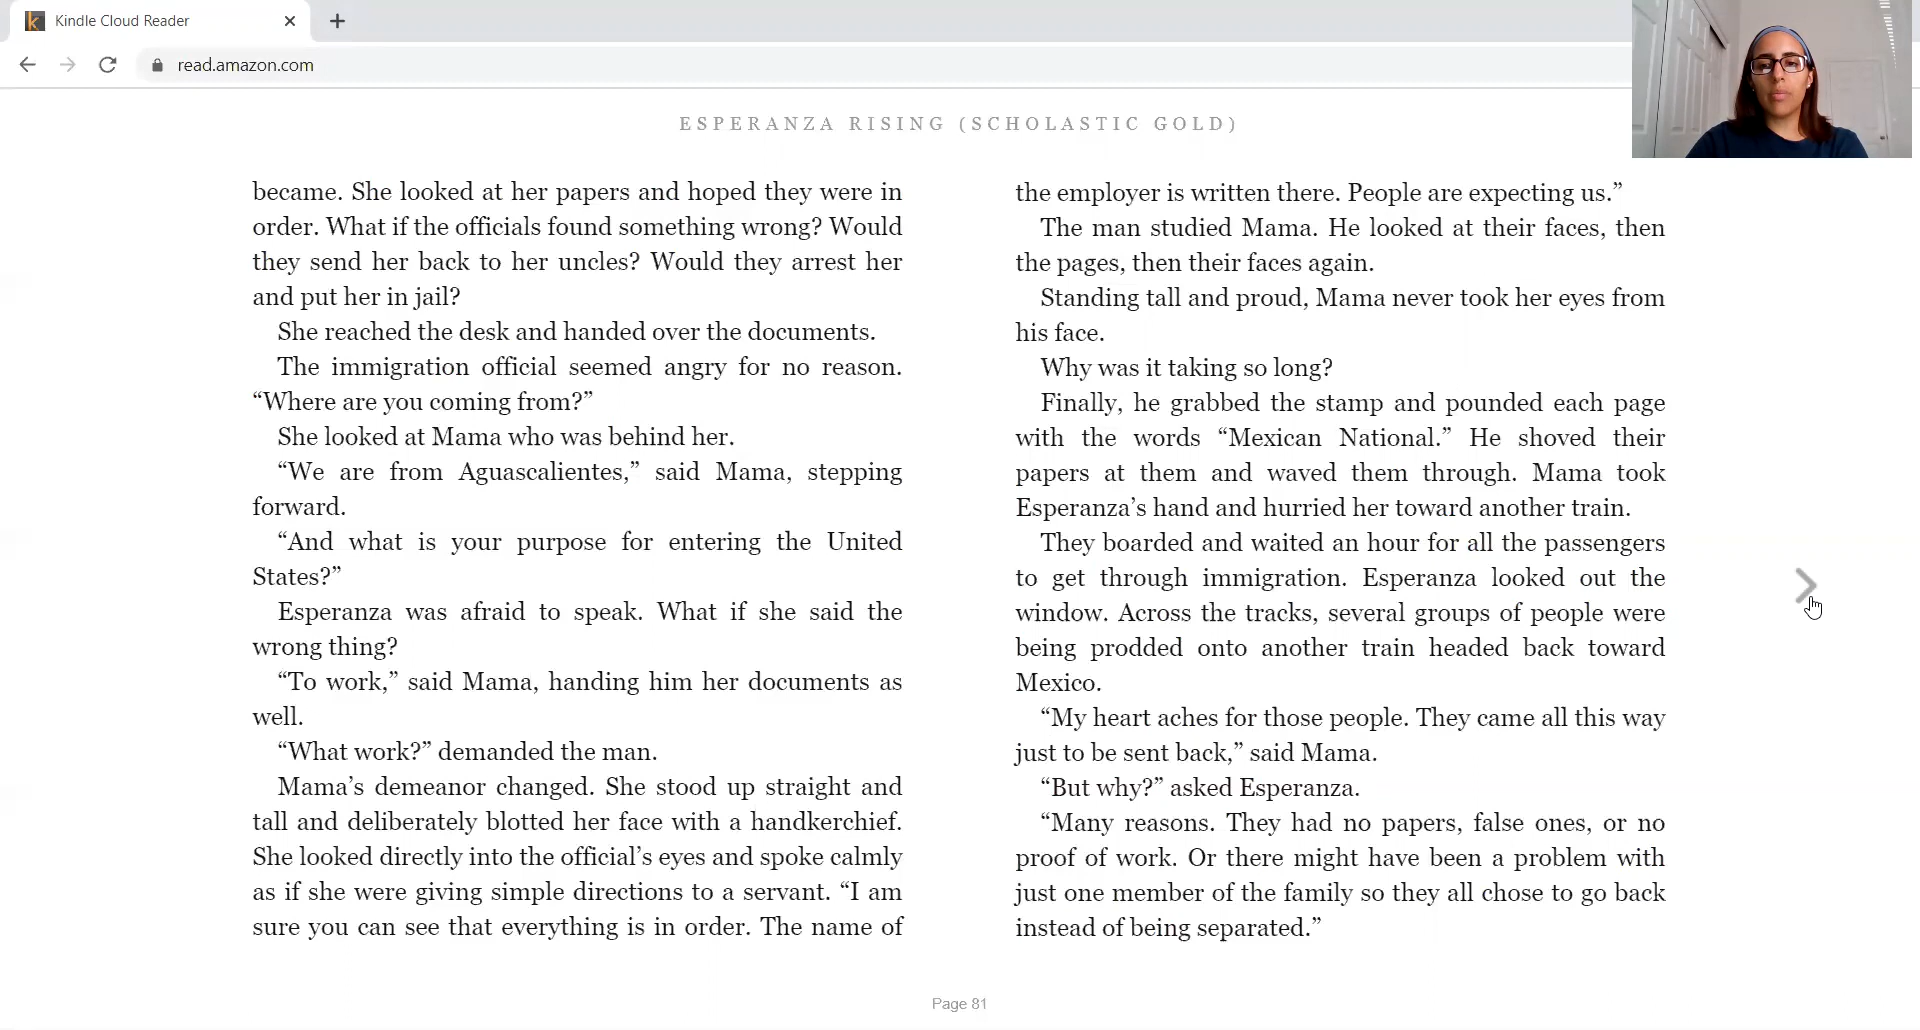 Kindle Cloud Reader
read.amazon.com
ESPERANZA RISING (SCHOLASTIC GOLD)
became. She looked at her papers and hoped they were in
order. What if the officials found something wrong? Would
they send her back to her uncles? Would they arrest her
and put her in jail?
She reached the desk and handed over the documents.
The immigration official seemed angry for no reason.
“Where are you coming from?”
She looked at Mama who was behind her.
“We are from Aguascalientes,” said Mama, stepping
forward.
“And what is your purpose for entering the United
States?”
Esperanza was afraid to speak. What if she said the
wrong thing?
“To work,” said Mama, handing him her documents as
well.
“What work?” demanded the man.
Mama’s demeanor changed. She stood up straight and
tall and deliberately blotted her face with a handkerchief.
She looked directly into the official’s eyes and spoke calmly
as if she were giving simple directions to a servant. “I am
sure you can see that everything is in order. The name of
the employer is written there. People are expecting us.”
The man studied Mama. He looked at their faces, then
the pages, then their faces again.
Standing tall and proud, Mama never took her eyes from
his face.
Why was it taking so long?
Finally, he grabbed the stamp and pounded each page
with the words “Mexican National.” He shoved their
papers at them and waved them through. Mama took
Esperanza’s hand and hurried her toward another train.
They boarded and waited an hour for all the passengers
to get through immigration. Esperanza looked out the
window. Across the tracks, several groups of people were
being prodded onto another train headed back toward
Mexico.
“My heart aches for those people. They came all this way
just to be sent back,” said Mama.
“But why?” asked Esperanza.
“Many reasons. They had no papers, false ones, or no
proof of work. Or there might have been a problem with
just one member of the family so they all chose to go back
instead of being separated.”
Page 81